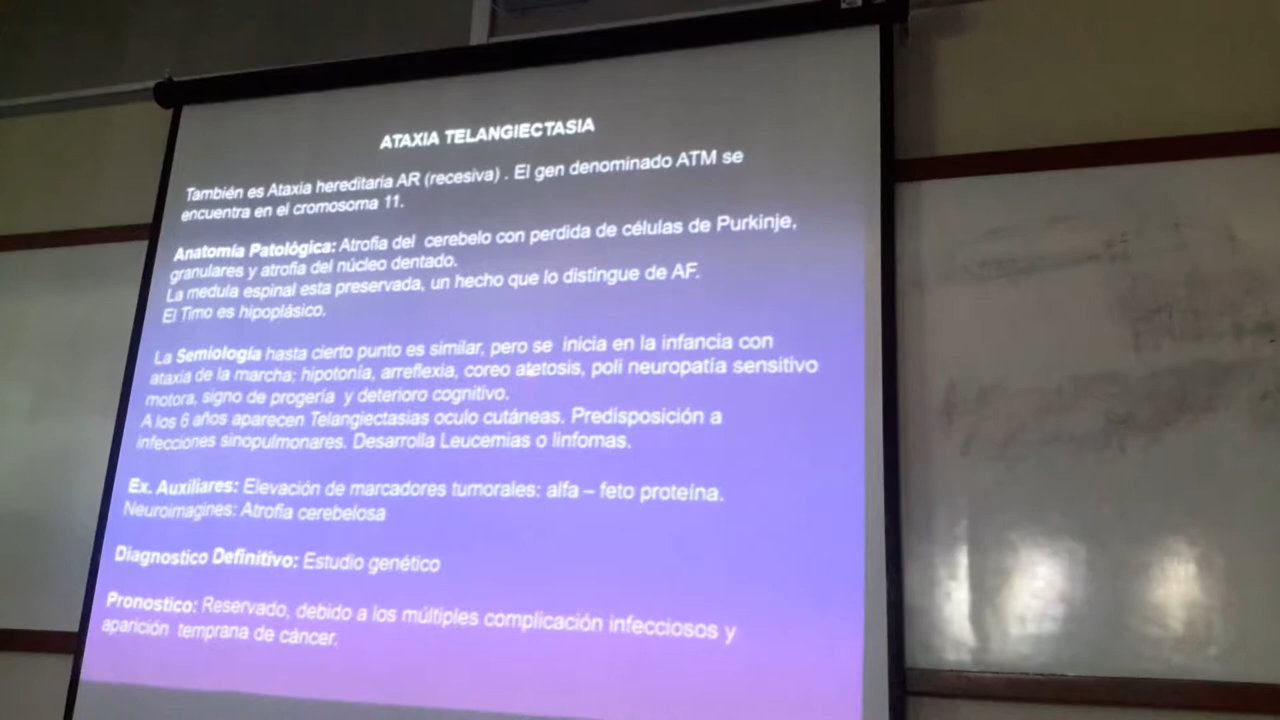 ATAXIA TELANGIECTASIA
También es Ataxia hereditaria AR (recesiva) . El gen denominado ATM se
encuentra en el cromosoma 11.
Anatomía Patológica: Atrofia del cerebelo con perdida de células de Purkinje,
granulares y atrofia del núcleo dentado.
La medula espinal esta preservada, un hecho que lo distingue de AF.
El Timo es hipoplásico.
La Semiología hasta cierto punto es similar, pero se inicia en la infancia con
ataxia de la marcha; hipotonía, arreflexia, coreo atetosis, poli neuropatía sensitivo
motora, signo de progeria y deterioro cognitivo.
A los 6 años aparecen Telangiectasias oculo cutáneas. Predisposición a
infecciones sinopulmonares. Desarrolla Leucemias o linfomas.
Ex. Auxiliares: Elevación de marcadores tumorales: alfa – feto proteína.
Neuroimagines: Atrofia cerebelosa
Diagnostico Definitivo: Estudio genético
Pronostico: Reservado, debido a los múltiples complicación infecciosos y
aparición temprana de cáncer.